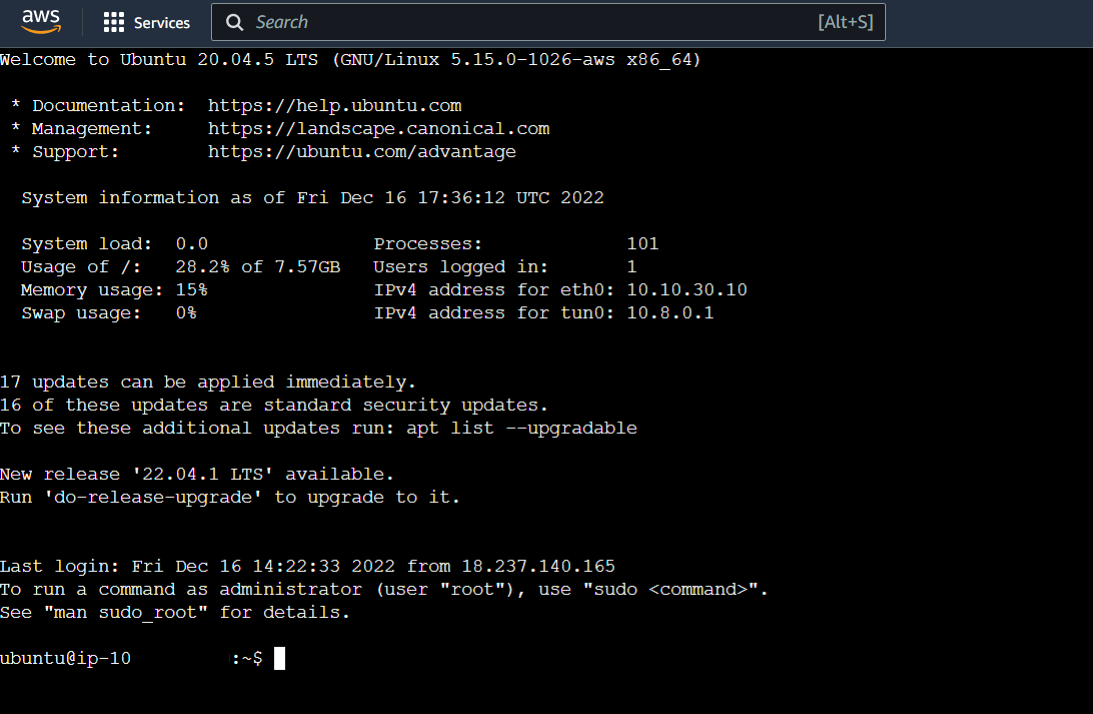 aws Services Search [Alt+S]
Welcome to Ubuntu 20.04.5 LTS (GNU/Linux 5.15.0-1026-aws x86_64)
* Documentation: https://help.ubuntu.com
* Management: https://landscape.canonical.com
* Support: https://ubuntu.com/advantage
System information as of Fri Dec 16 17:36:12 UTC 2022
System load: 0.0 Processes: 101
Usage of /: 28.2% of 7.57GB Users logged in: 1
Memory usage: 15% IPv4 address for eth0: 10.10.30.10
Swap usage: 0% IPv4 address for tun0: 10.8.0.1
17 updates can be applied immediately.
16 of these updates are standard security updates.
To see these additional updates run: apt list --upgradable
New release '22.04.1 LTS' available.
Run 'do-release-upgrade' to upgrade to it.
Last login: Fri Dec 16 14:22:33 2022 from 18.237.140.165
To run a command as administrator (user "root"), use "sudo <command>".
See "man sudo_root" for details.
ubuntu@ip-10 :~$